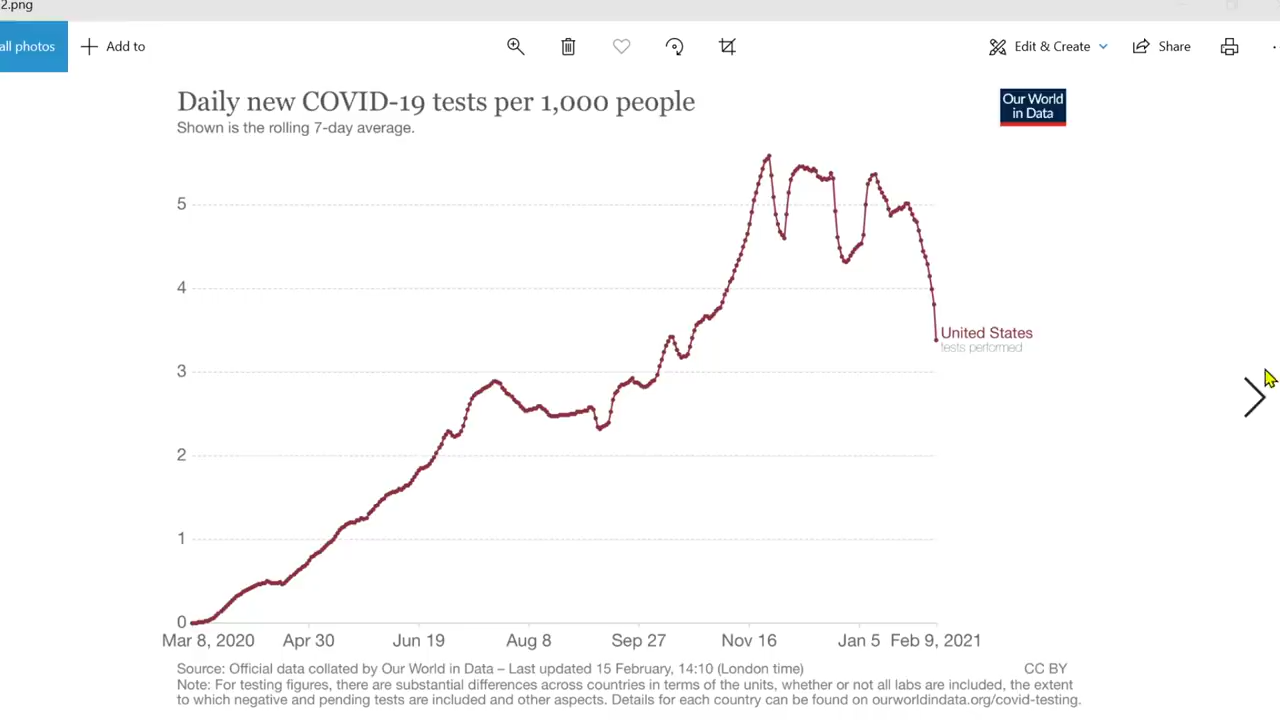 2.png
all photos
Add to
Edit & Create
Share
Daily new COVID-19 tests per 1,000 people
Shown is the rolling 7-day average.
Our World
in Data
5
4
3
2
1
0
United States
tests performed
Mar 8, 2020 Apr 30 Jun 19 Aug 8 Sep 27 Nov 16 Jan 5 Feb 9, 2021
Source: Official data collated by Our World in Data – Last updated 15 February, 14:10 (London time) CC BY
Note: For testing figures, there are substantial differences across countries in terms of the units, whether or not all labs are included, the extent
to which negative and pending tests are included and other aspects. Details for each country can be found on ourworldindata.org/covid-testing.